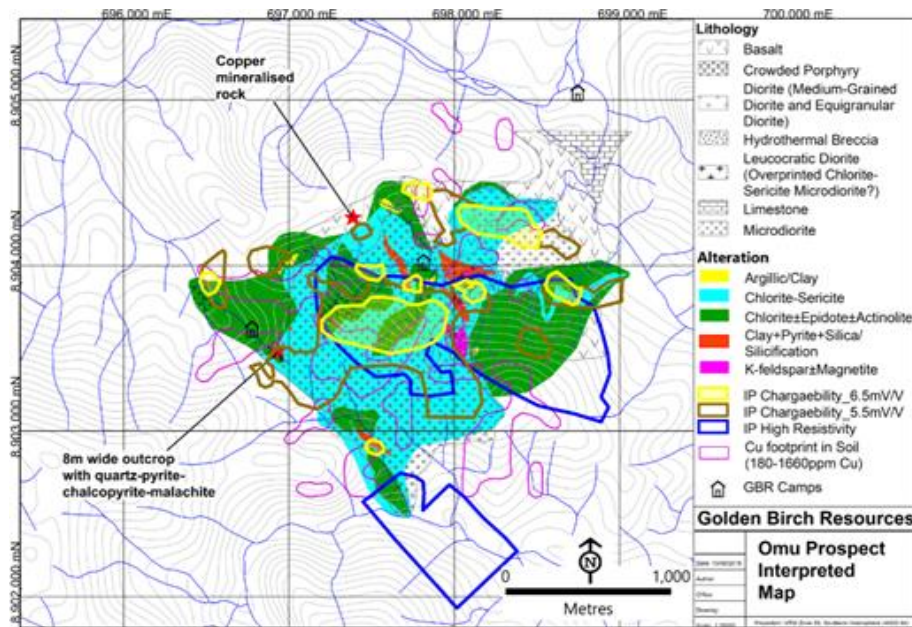 696,000 mE
697,000 mE
698,000 mE
699,000 mE
700,000 mE
8,905,000 mN
8,904,000 mN
8,903,000 mN
8,902,000 mN
Copper
mineralised
rock
8m wide outcrop
with quartz-pyrite-
chalcopyrite-malachite
N
0
1,000
Metres
Lithology
Basalt
Crowded Porphyry
Diorite (Medium-Grained
Diorite and Equigranular
Diorite)
Hydrothermal Breccia
Leucocratic Diorite
(Overprinted Chlorite-
Sericite Microdiorite?)
Limestone
Microdiorite
Alteration
Argillic/Clay
Chlorite-Sericite
Chlorite±Epidote±Actinolite
Clay+Pyrite+Silica/
Silicification
K-feldspar±Magnetite
IP Chargaebility_6.5mV/V
IP Chargaebility_5.5mV/V
IP High Resistivity
Cu footprint in Soil
(180-1660ppm Cu)
GBR Camps
Golden Birch Resources
Omu Prospect
Interpreted
Map
Author:
Office:
Drawing: